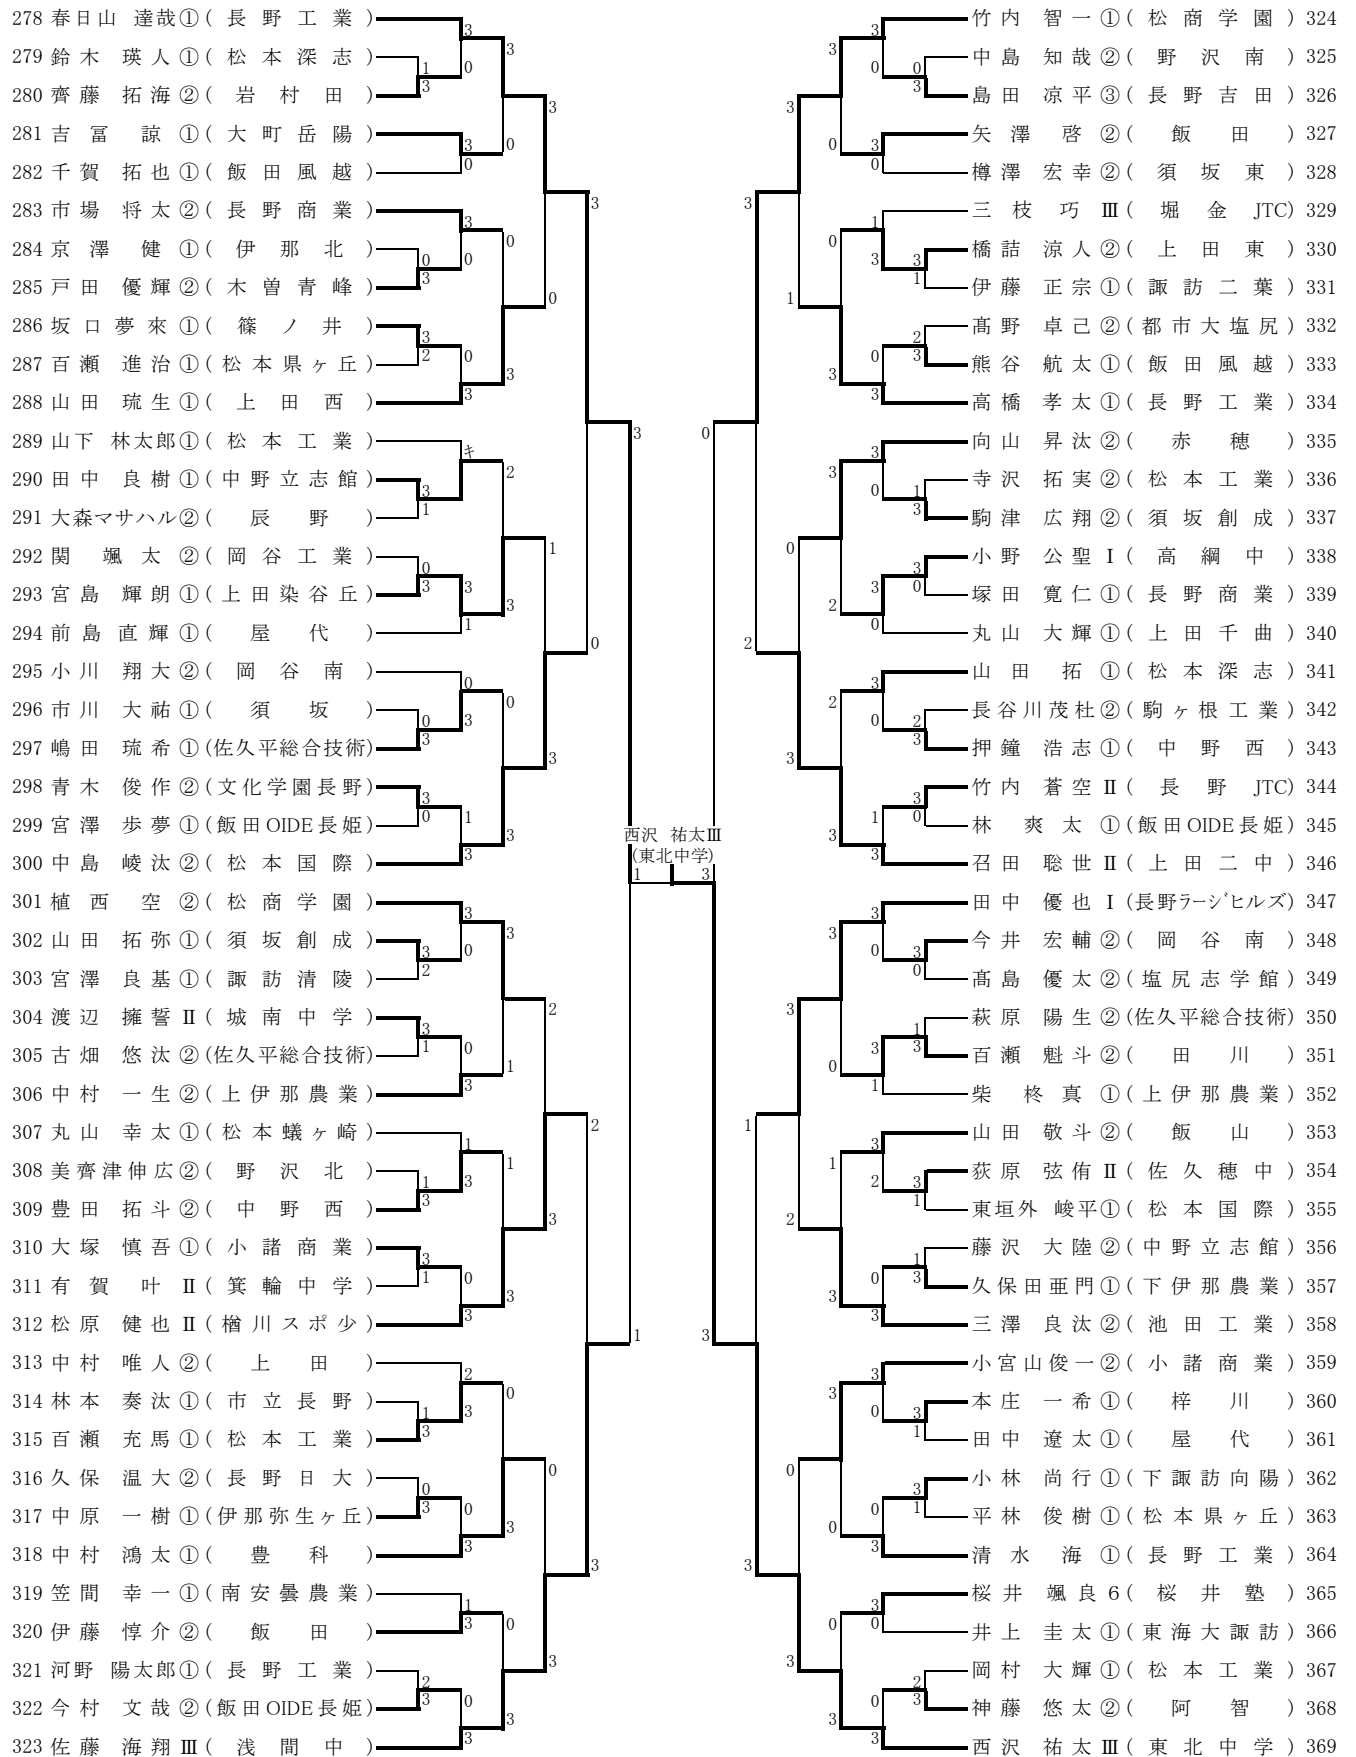 278 春日山 達哉①( 長 野 工 業 )
279 鈴 木 瑛 人 ①( 松 本 深 志 )
280 齊 藤 拓 海 ②( 岩 村 田 )
281 吉 冨 諒 ①( 大 町 岳 陽 )
282 千 賀 拓 也 ①( 飯 田 風 越 )
283 市 場 将 太 ②( 長 野 商 業 )
284 京 澤 健 ①( 伊 那 北 )
285 戸 田 優 輝 ②( 木 曽 青 峰 )
286 坂 口 夢 來 ①( 篠 ノ 井 )
287 百 瀬 進 治 ①( 松 本 県 ヶ 丘 )
288 山 田 琉 生 ①( 上 田 西 )
289 山下 林太郎①( 松 本 工 業 )
290 田 中 良 樹 ①( 中 野 立 志 館 )
291 大森マサハル②( 辰 野 )
292 関 颯 太 ②( 岡 谷 工 業 )
293 宮 島 輝 朗 ①( 上 田 染 谷 丘 )
294 前 島 直 輝 ①( 屋 代 )
295 小 川 翔 大 ②( 岡 谷 南 )
296 市 川 大 祐 ①( 須 坂 )
297 嶋 田 琉 希 ①(佐久平総合技術)
298 青 木 俊 作 ②(文化学園長野)
299 宮 澤 歩 夢 ①(飯田OIDE長姫)
300 中 島 崚 汰 ②( 松 本 国 際 )
301 植 西 空 ②( 松 商 学 園 )
302 山 田 拓 弥 ①( 須 坂 創 成 )
303 宮 澤 良 基 ①( 諏 訪 清 陵 )
304 渡 辺 擁 誓 Ⅱ( 城 南 中 学 )
305 古 畑 悠 汰 ②(佐久平総合技術)
306 中 村 一 生 ②( 上 伊 那 農 業 )
307 丸 山 幸 太 ①( 松 本 蟻 ヶ 崎 )
308 美齊津伸広②( 野 沢 北 )
309 豊 田 拓 斗 ②( 中 野 西 )
310 大 塚 慎 吾 ①( 小 諸 商 業 )
311 有 賀 叶 Ⅱ( 箕 輪 中 学 )
312 松 原 健 也 Ⅱ( 楢 川 スポ 少 )
313 中 村 唯 人 ②( 上 田 )
314 林 本 奏 汰 ①( 市 立 長 野 )
315 百 瀬 充 馬 ①( 松 本 工 業 )
316 久 保 温 大 ②( 長 野 日 大 )
317 中 原 一 樹 ①(伊那弥生ヶ丘)
318 中 村 鴻 太 ①( 豊 科 )
319 笠 間 幸 一 ①( 南 安 曇 農 業 )
320 伊 藤 惇 介 ②( 飯 田 )
321 河野 陽太郎①( 長 野 工 業 )
322 今 村 文 哉 ②(飯田OIDE長姫)
323 佐 藤 海 翔 Ⅲ( 浅 間 中 )
西沢 祐太Ⅲ
(東北中学)
1 3
竹 内 智 一 ①( 松 商 学 園 ) 324
中 島 知 哉 ②( 野 沢 南 ) 325
島 田 凉 平 ③( 長 野 吉 田 ) 326
矢 澤 啓 ②( 飯 田 ) 327
樽 澤 宏 幸 ②( 須 坂 東 ) 328
三 枝 巧 Ⅲ( 堀 金 JTC) 329
橋 詰 涼 人 ②( 上 田 東 ) 330
伊 藤 正 宗 ①( 諏 訪 二 葉 ) 331
髙 野 卓 己 ②( 都 市 大 塩 尻 ) 332
熊 谷 航 太 ①( 飯 田 風 越 ) 333
高 橋 孝 太 ①( 長 野 工 業 ) 334
向 山 昇 汰 ②( 赤 穂 ) 335
寺 沢 拓 実 ②( 松 本 工 業 ) 336
駒 津 広 翔 ②( 須 坂 創 成 ) 337
小 野 公 聖 Ⅰ( 高 綱 中 ) 338
塚 田 寛 仁 ①( 長 野 商 業 ) 339
丸 山 大 輝 ①( 上 田 千 曲 ) 340
山 田 拓 ①( 松 本 深 志 ) 341
長谷川茂杜②( 駒 ヶ 根 工 業 ) 342
押 鐘 浩 志 ①( 中 野 西 ) 343
竹 内 蒼 空 Ⅱ( 長 野 JTC) 344
林 爽 太 ①(飯田OIDE長姫) 345
召 田 聡 世 Ⅱ( 上 田 二 中 ) 346
田 中 優 也 Ⅰ(長野ラージヒルズ) 347
今 井 宏 輔 ②( 岡 谷 南 ) 348
髙 島 優 太 ②( 塩 尻 志 学 館 ) 349
萩 原 陽 生 ②(佐久平総合技術) 350
百 瀬 魁 斗 ②( 田 川 ) 351
柴 柊 真 ①( 上 伊 那 農 業 ) 352
山 田 敬 斗 ②( 飯 山 ) 353
荻 原 弦 侑 Ⅱ( 佐 久 穂 中 ) 354
東垣外 峻平①( 松 本 国 際 ) 355
藤 沢 大 陸 ②( 中 野 立 志 館 ) 356
久保田亜門①( 下 伊 那 農 業 ) 357
三 澤 良 汰 ②( 池 田 工 業 ) 358
小宮山俊一②( 小 諸 商 業 ) 359
本 庄 一 希 ①( 梓 川 ) 360
田 中 遼 太 ①( 屋 代 ) 361
小 林 尚 行 ①( 下 諏 訪 向 陽 ) 362
平 林 俊 樹 ①( 松 本 県 ヶ 丘 ) 363
清 水 海 ①( 長 野 工 業 ) 364
桜 井 颯 良 6( 桜 井 塾 ) 365
井 上 圭 太 ①( 東 海 大 諏 訪 ) 366
岡 村 大 輝 ①( 松 本 工 業 ) 367
神 藤 悠 太 ②( 阿 智 ) 368
西 沢 祐 太 Ⅲ( 東 北 中 学 ) 369